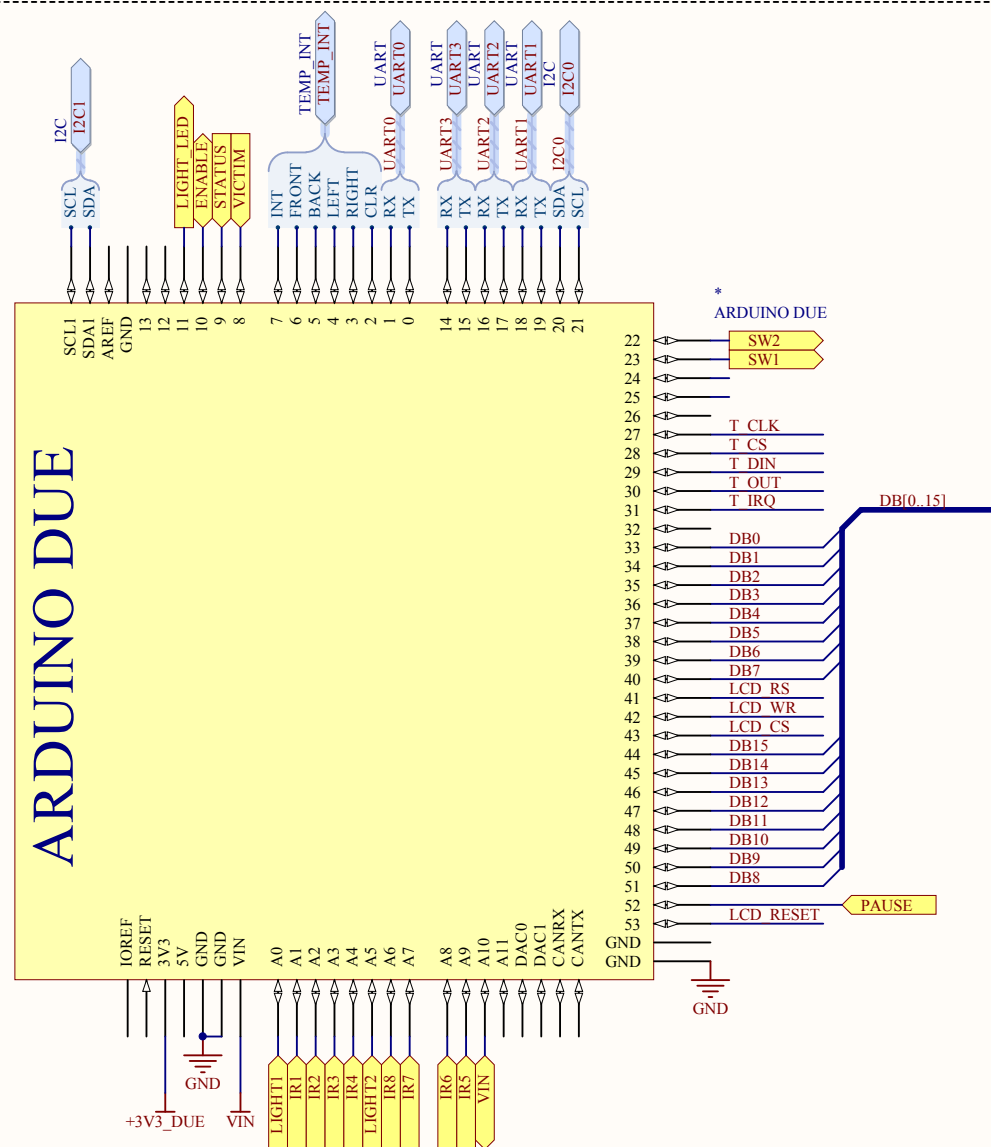 I2C
I2C1
SCL
SDA
LIGHT_LED
ENABLE
STATUS
VICTIM
TEMP_INT
TEMP_INT
INT
FRONT
BACK
LEFT
RIGHT
CLR
UART
UART0
UART0
RX
TX
UART
UART3
UART3
RX
TX
UART
UART2
UART2
RX
TX
UART
UART1
UART1
RX
TX
I2C
I2C0
I2C0
SDA
SCL
SCL1
SDA1
AREF
GND
13
12
11
10
9
8
7
6
5
4
3
2
1
0
14
15
16
17
18
19
20
21
*
ARDUINO DUE
ARDUINO DUE
22 SW2
23 SW1
24
25
26
27 T_CLK
28 T_CS
29 T_DIN
30 T_OUT
31 T_IRQ
DB[0..15]
32
33 DB0
34 DB1
35 DB2
36 DB3
37 DB4
38 DB5
39 DB6
40 DB7
41 LCD_RS
42 LCD_WR
43 LCD_CS
44 DB15
45 DB14
46 DB13
47 DB12
48 DB11
49 DB10
50 DB9
51 DB8
52 PAUSE
53 LCD_RESET
GND
GND
GND
IOREF
RESET
3V3
5V
GND
GND
VIN
A0
A1
A2
A3
A4
A5
A6
A7
A8
A9
A10
A11
DAC0
DAC1
CANRX
CANTX
GND
+3V3_DUE
VIN
LIGHT1
IR1
IR2
IR3
IR4
LIGHT2
IR8
IR7
IR6
IR5
VIN